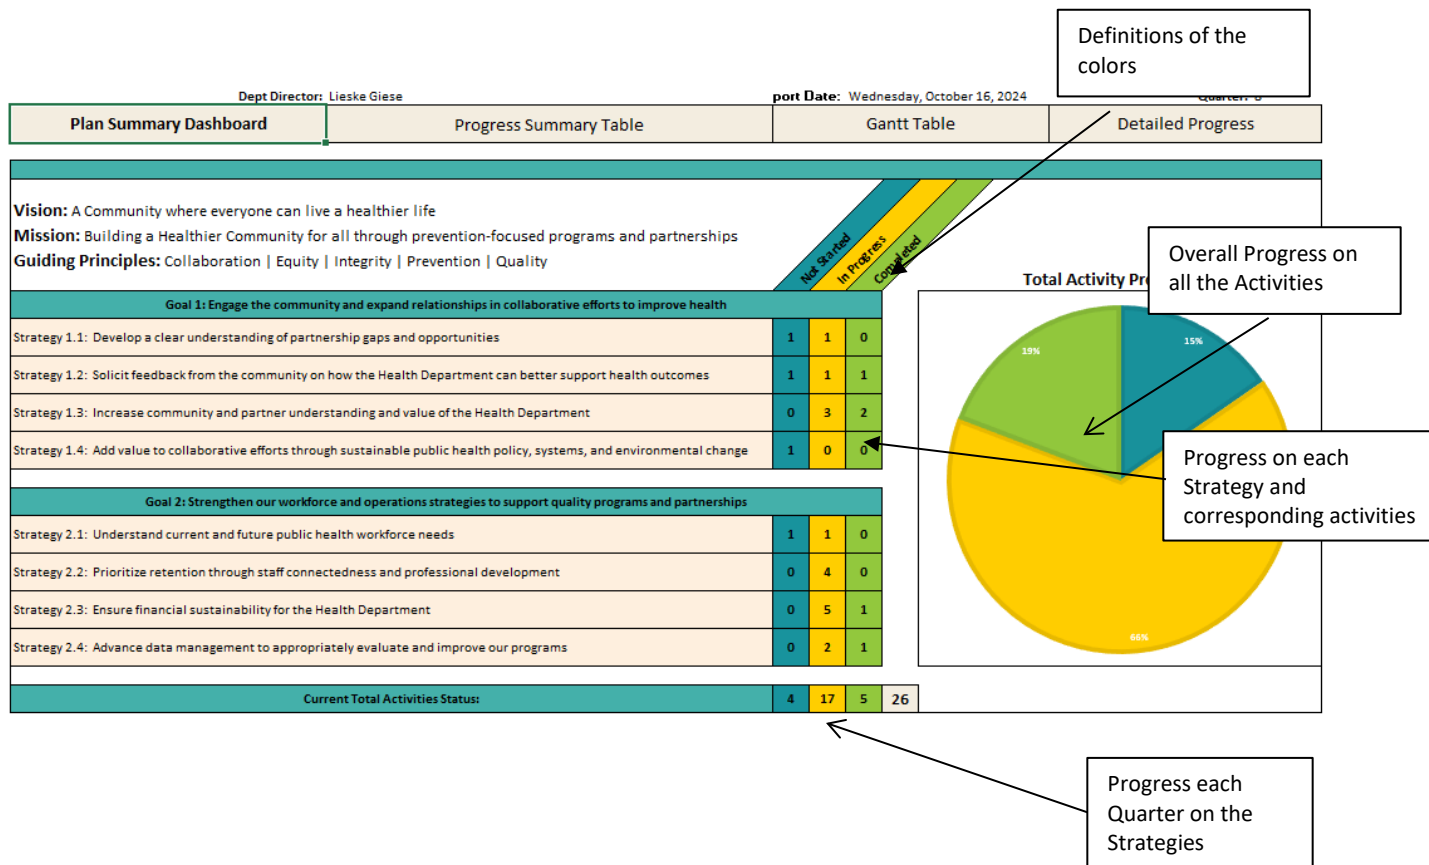 Definitions of the
colors
Dept Director: Lieske Giese
port Date: Wednesday, October 16, 2024
Plan Summary Dashboard
Progress Summary Table
Gantt Table
Detailed Progress
Vision: A Community where everyone can live a healthier life
Mission: Building a Healthier Community for all through prevention-focused programs and partnerships
Guiding Principles: Collaboration | Equity | Integrity | Prevention | Quality
Not Started
In Progress
Completed
Overall Progress on
all the Activities
Total Activity Pr
Goal 1: Engage the community and expand relationships in collaborative efforts to improve health
Strategy 1.1: Develop a clear understanding of partnership gaps and opportunities 1 1 0
Strategy 1.2: Solicit feedback from the community on how the Health Department can better support health outcomes 1 1 1
Strategy 1.3: Increase community and partner understanding and value of the Health Department 0 3 2
Strategy 1.4: Add value to collaborative efforts through sustainable public health policy, systems, and environmental change 1 0 0
19%
15%
66%
Progress on each
Strategy and
corresponding activities
Goal 2: Strengthen our workforce and operations strategies to support quality programs and partnerships
Strategy 2.1: Understand current and future public health workforce needs 1 1 0
Strategy 2.2: Prioritize retention through staff connectedness and professional development 0 4 0
Strategy 2.3: Ensure financial sustainability for the Health Department 0 5 1
Strategy 2.4: Advance data management to appropriately evaluate and improve our programs 0 2 1
Current Total Activities Status: 4 17 5 26
Progress each
Quarter on the
Strategies